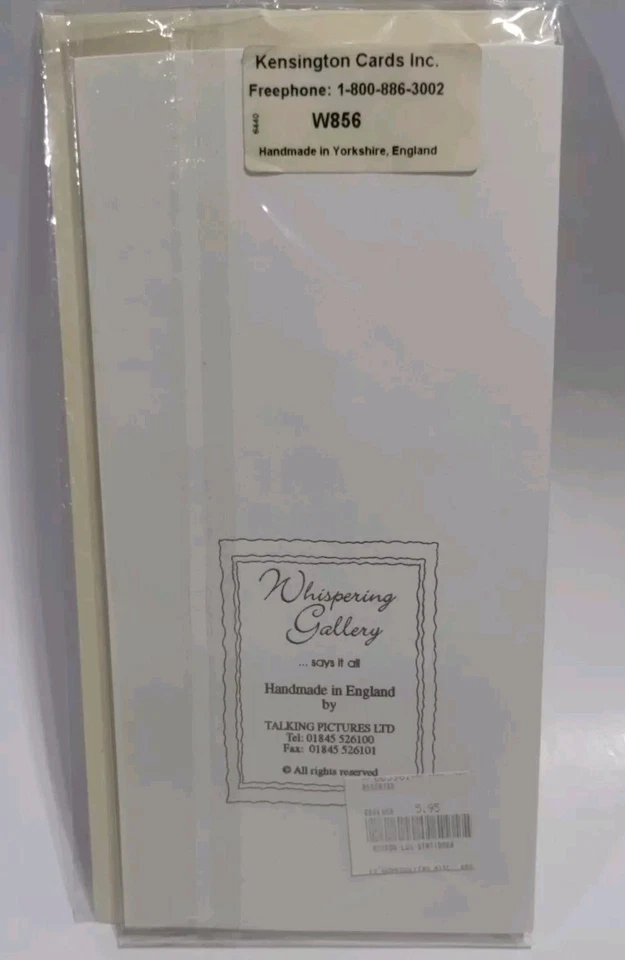 Kensington Cards Inc.
Freephone: 1-800-886-3002
6440
W856
Handmade in Yorkshire, England
Whispering
Gallery
... says it all
Handmade in England
by
TALKING PICTURES LTD
Tel: 01845 526100
Fax: 01845 526101
© All rights reserved
5.95